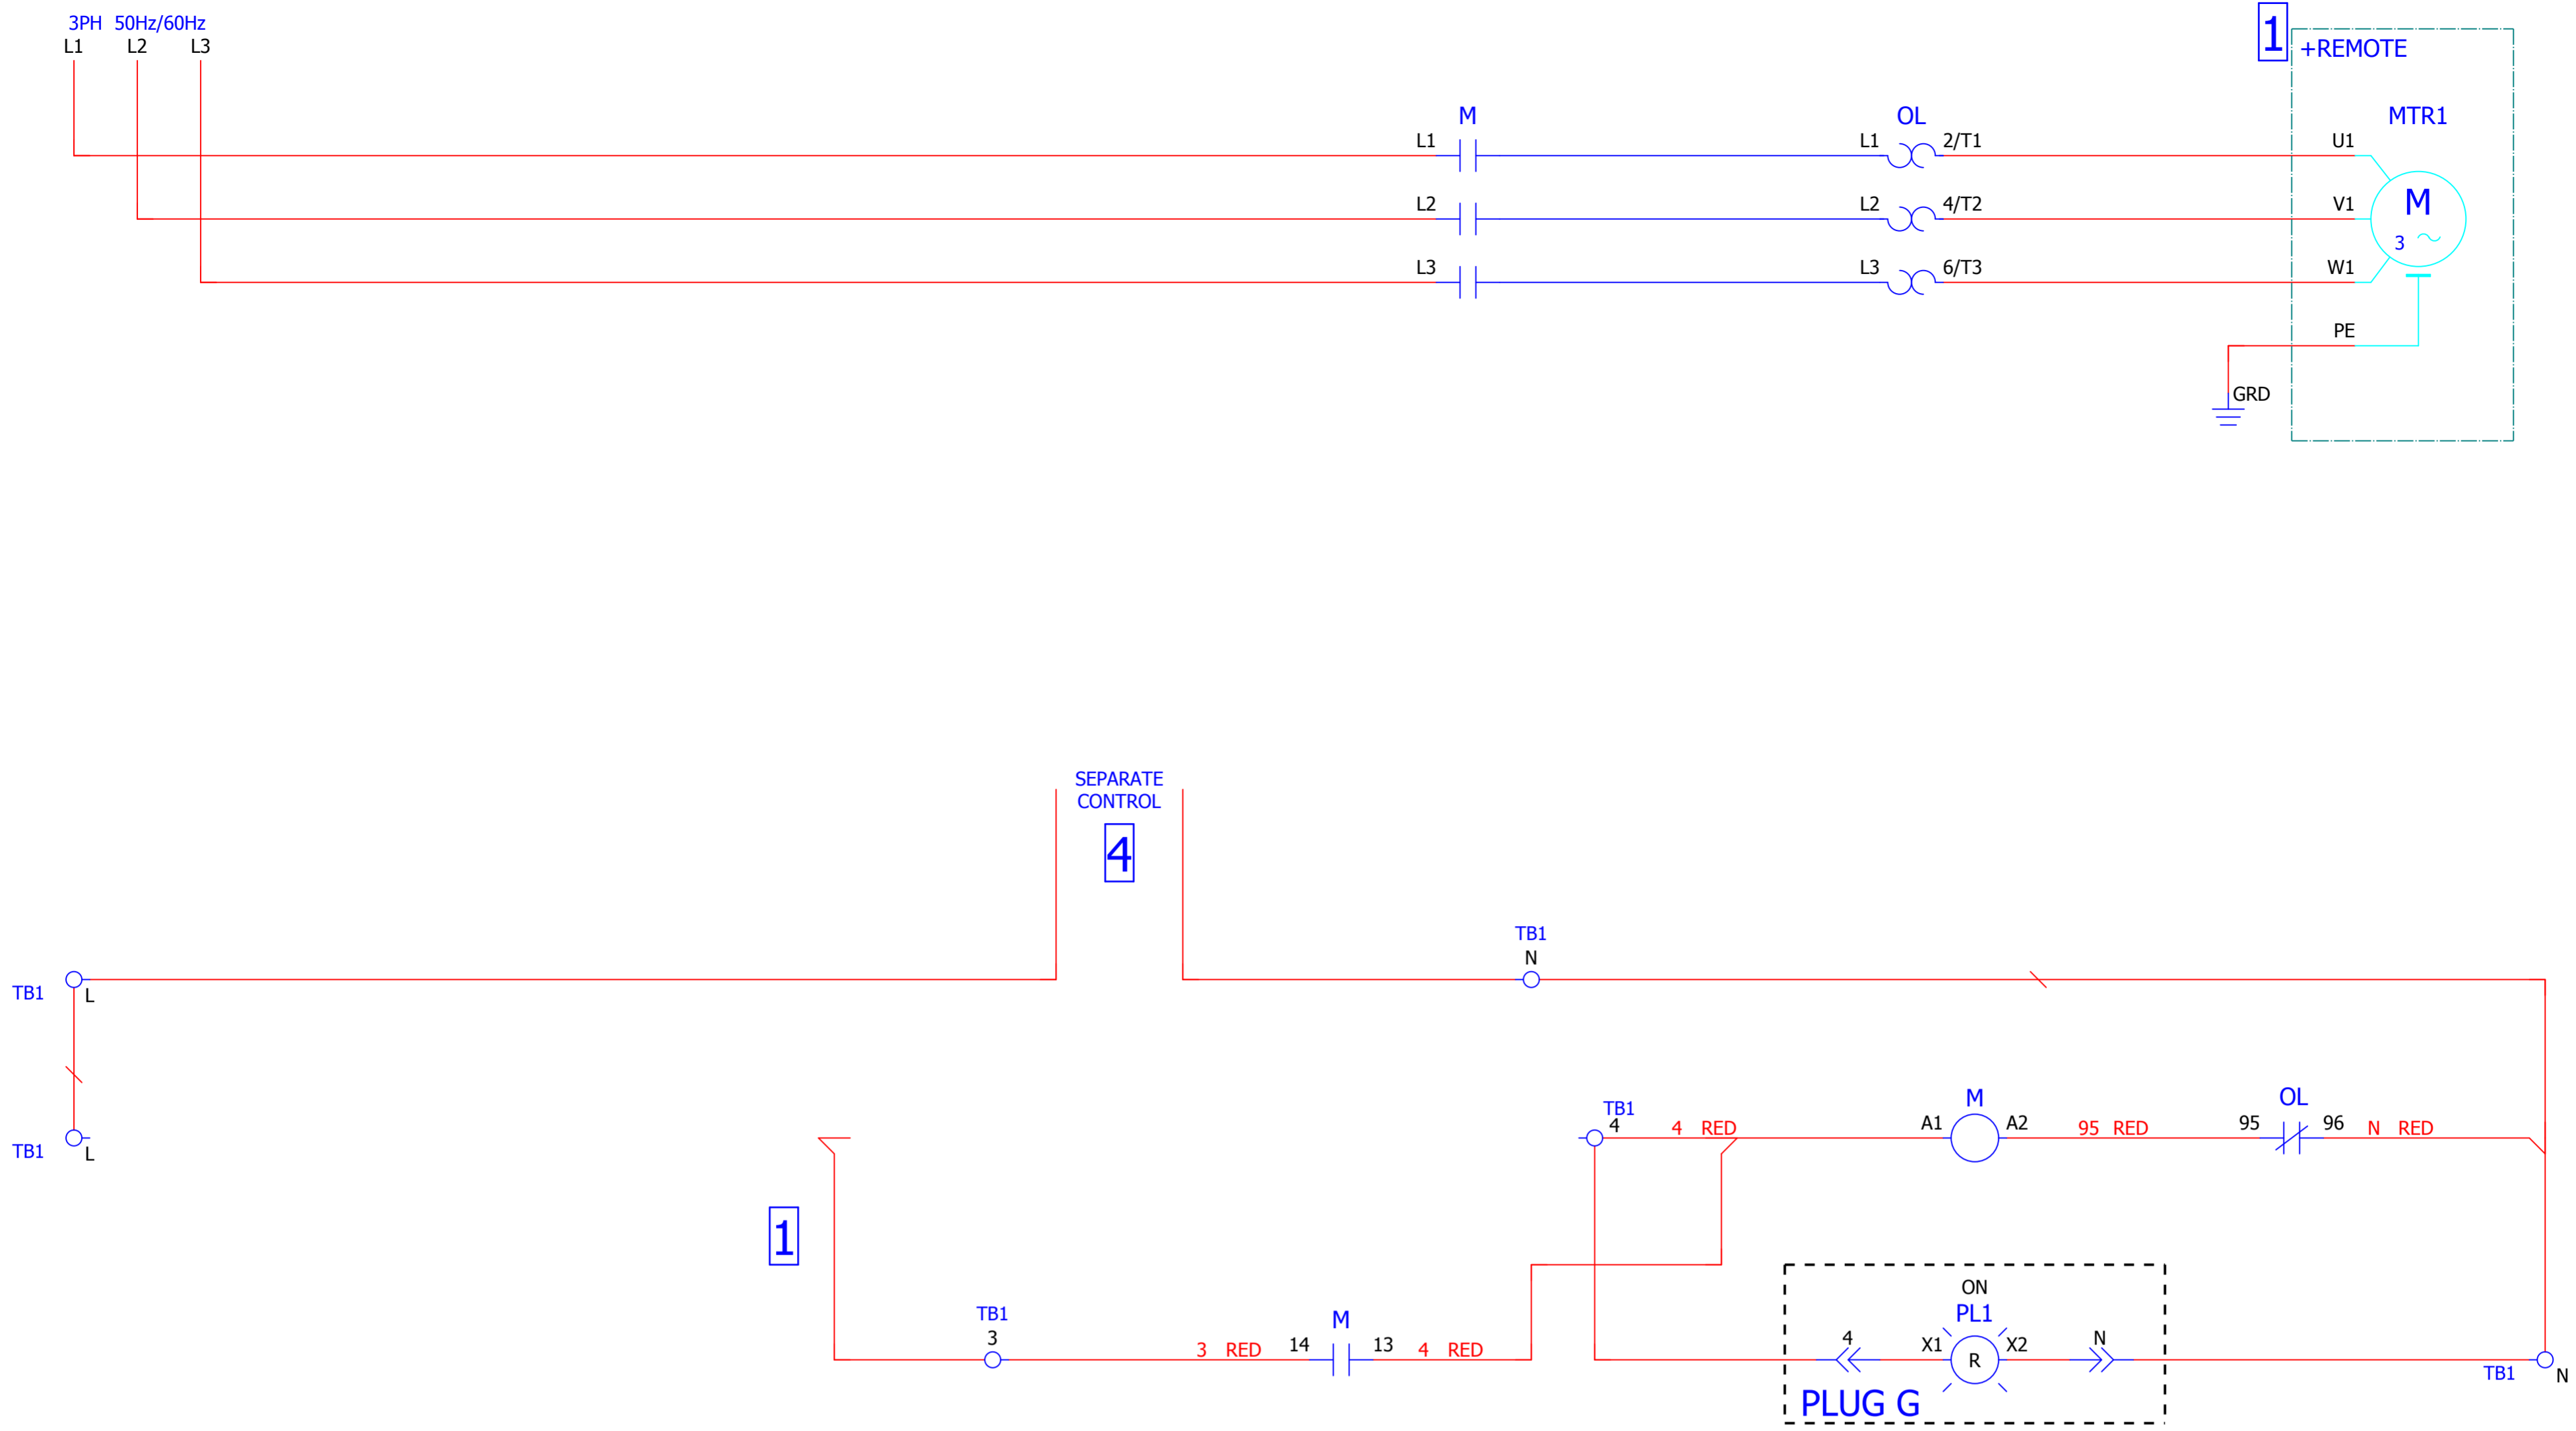 3PH 50Hz/60Hz
L1 L2 L3
1
+REMOTE
M OL MTR1
L1 L1 2/T1 U1
L2 L2 4/T2 V1
M
3
L3 L3 6/T3 W1
PE
GRD
SEPARATE
CONTROL
4
TB1
N
TB1 L
TB1 L
TB1
4
4 RED
M
A1 A2
95 RED
OL
95 96
N RED
1
TB1
3
3 RED
M
14 13
4 RED
ON
PL1
4 X1 R X2 N
PLUG G
TB1 N